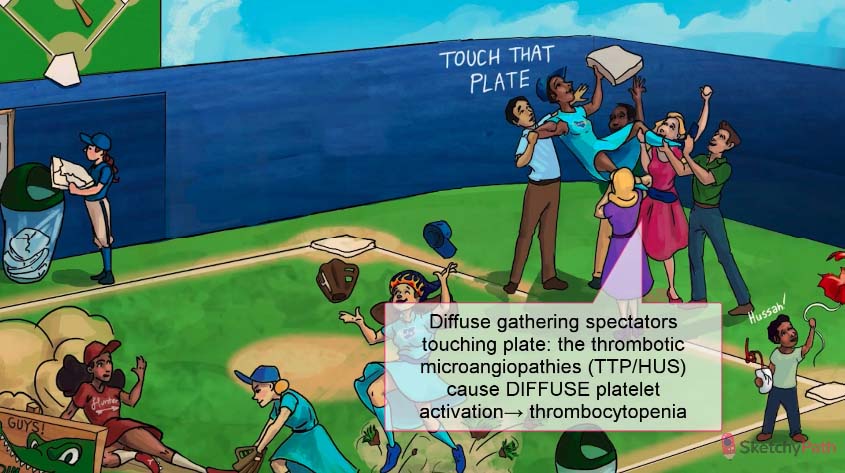 TOUCH THAT
PLATE
Diffuse gathering spectators
touching plate: the thrombotic
microangiopathies (TTP/HUS)
cause DIFFUSE platelet
activation→ thrombocytopenia
Hussah!
Hunter
GUYS!
SketchyPath